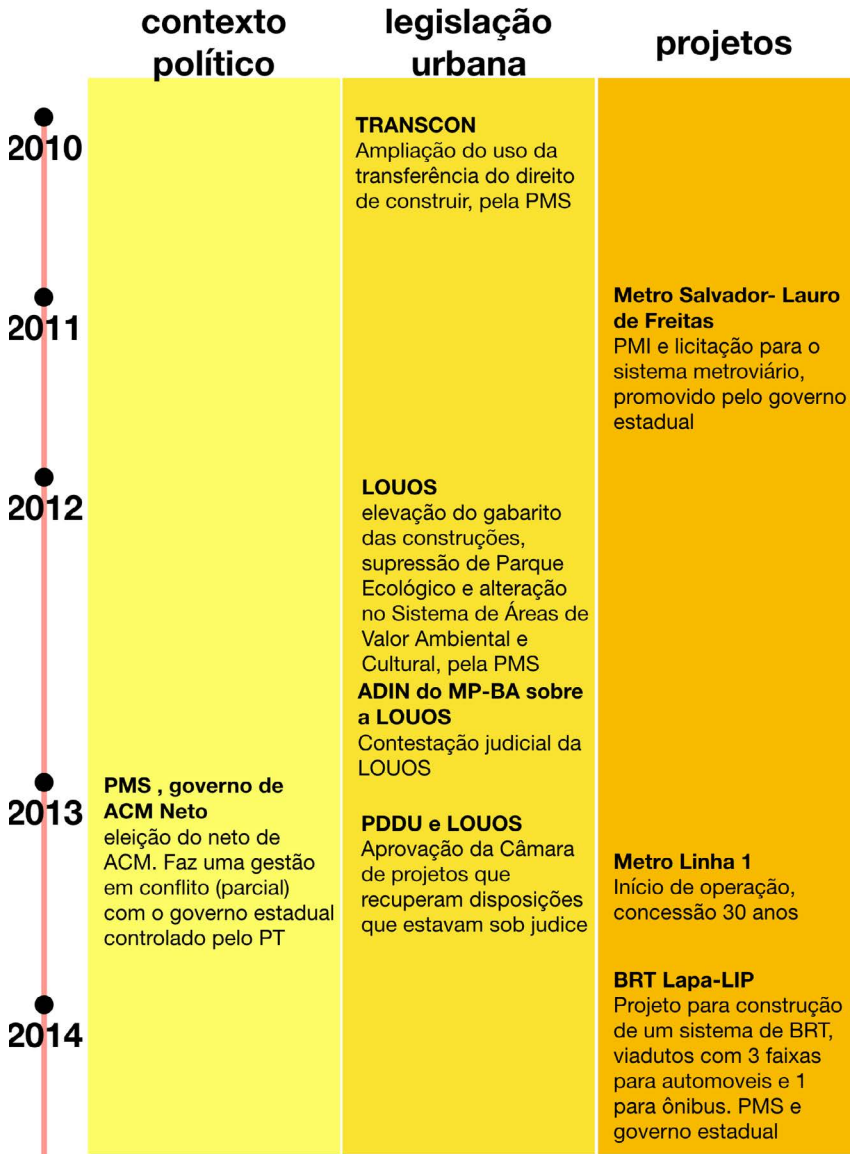 contexto
político
legislação
urbana
projetos
2010
TRANSCON
Ampliação do uso da
transferência do direito
de construir, pela PMS
2011
Metro Salvador- Lauro
de Freitas
PMI e licitação para o
sistema metroviário,
promovido pelo governo
estadual
2012
LOUOS
elevação do gabarito
das construções,
supressão de Parque
Ecológico e alteração
no Sistema de Áreas de
Valor Ambiental e
Cultural, pela PMS
ADIN do MP-BA sobre
a LOUOS
Contestação judicial da
LOUOS
2013
PMS , governo de
ACM Neto
eleição do neto de
ACM. Faz uma gestão
em conflito (parcial)
com o governo estadual
controlado pelo PT
PDDU e LOUOS
Aprovação da Câmara
de projetos que
recuperam disposições
que estavam sob judice
Metro Linha 1
Início de operação,
concessão 30 anos
2014
BRT Lapa-LIP
Projeto para construção
de um sistema de BRT,
viadutos com 3 faixas
para automoveis e 1
para ônibus. PMS e
governo estadual